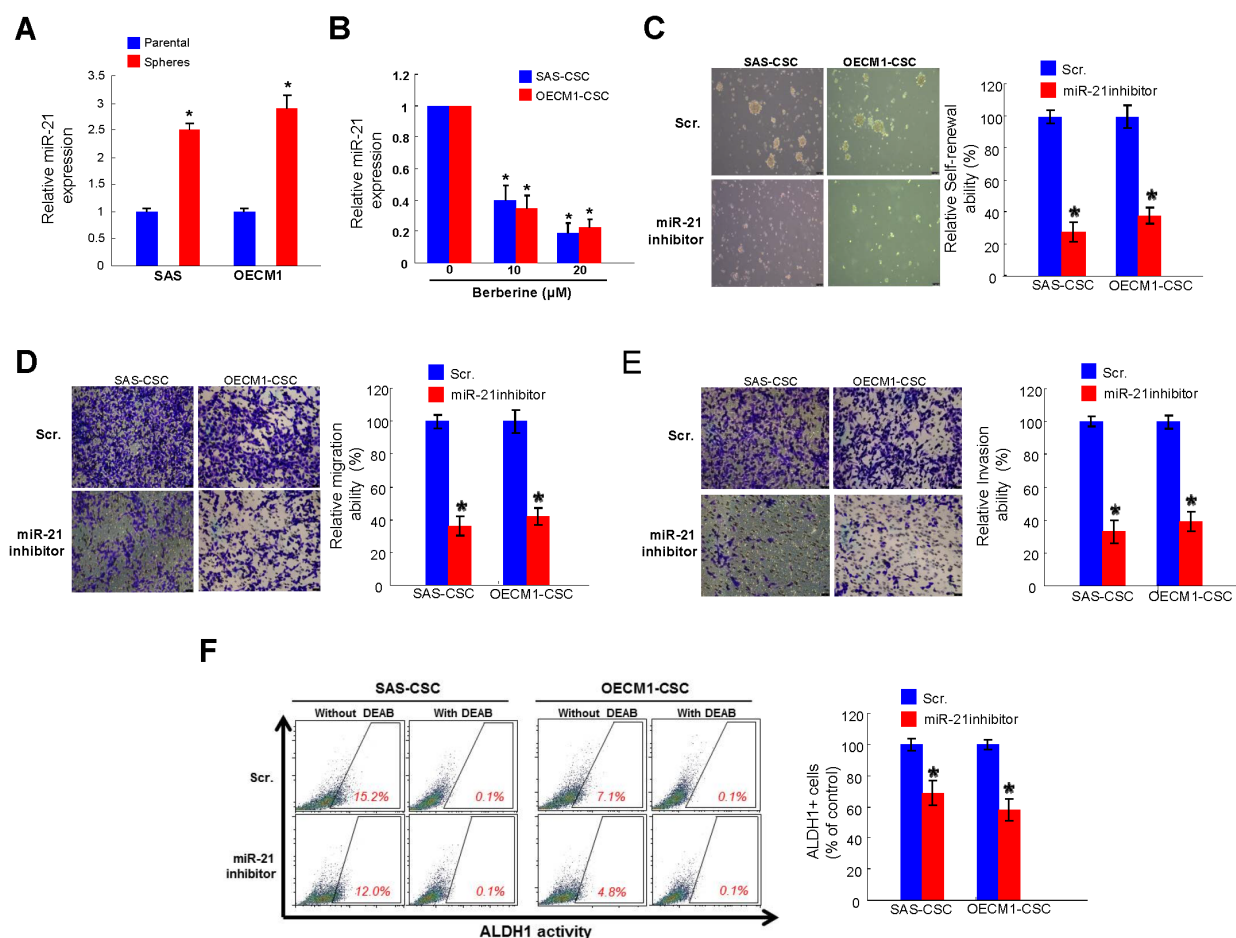 A
Parental
Spheres
3.5
3
2.5
2
1.5
1
0.5
0
Relative miR-21
expression
*
*
SAS
OECM1
B
SAS-CSC
OECM1-CSC
1.2
1
0.8
0.6
0.4
0.2
0
Relative miR-21
expression
*
*
*
*
0
10
20
Berberine (µM)
C
SAS-CSC
OECM1-CSC
Scr.
miR-21
inhibitor
Scr.
miR-21inhibitor
120
100
80
60
40
20
0
Relative Self-renewal
ability (%)
*
*
SAS-CSC
OECM1-CSC
D
SAS-CSC
OECM1-CSC
Scr.
miR-21
inhibitor
Scr.
miR-21inhibitor
120
100
80
60
40
20
0
Relative migration
ability (%)
*
*
SAS-CSC
OECM1-CSC
E
SAS-CSC
OECM1-CSC
Scr.
miR-21
inhibitor
Scr.
miR-21inhibitor
120
100
80
60
40
20
0
Relative Invasion
ability (%)
*
*
SAS-CSC
OECM1-CSC
F
SAS-CSC
OECM1-CSC
Without DEAB
With DEAB
Without DEAB
With DEAB
Scr.
15.2%
0.1%
7.1%
0.1%
miR-21
inhibitor
12.0%
0.1%
4.8%
0.1%
ALDH1 activity
Scr.
miR-21inhibitor
120
100
80
60
40
20
0
ALDH1+ cells
(% of control)
*
*
SAS-CSC
OECM1-CSC